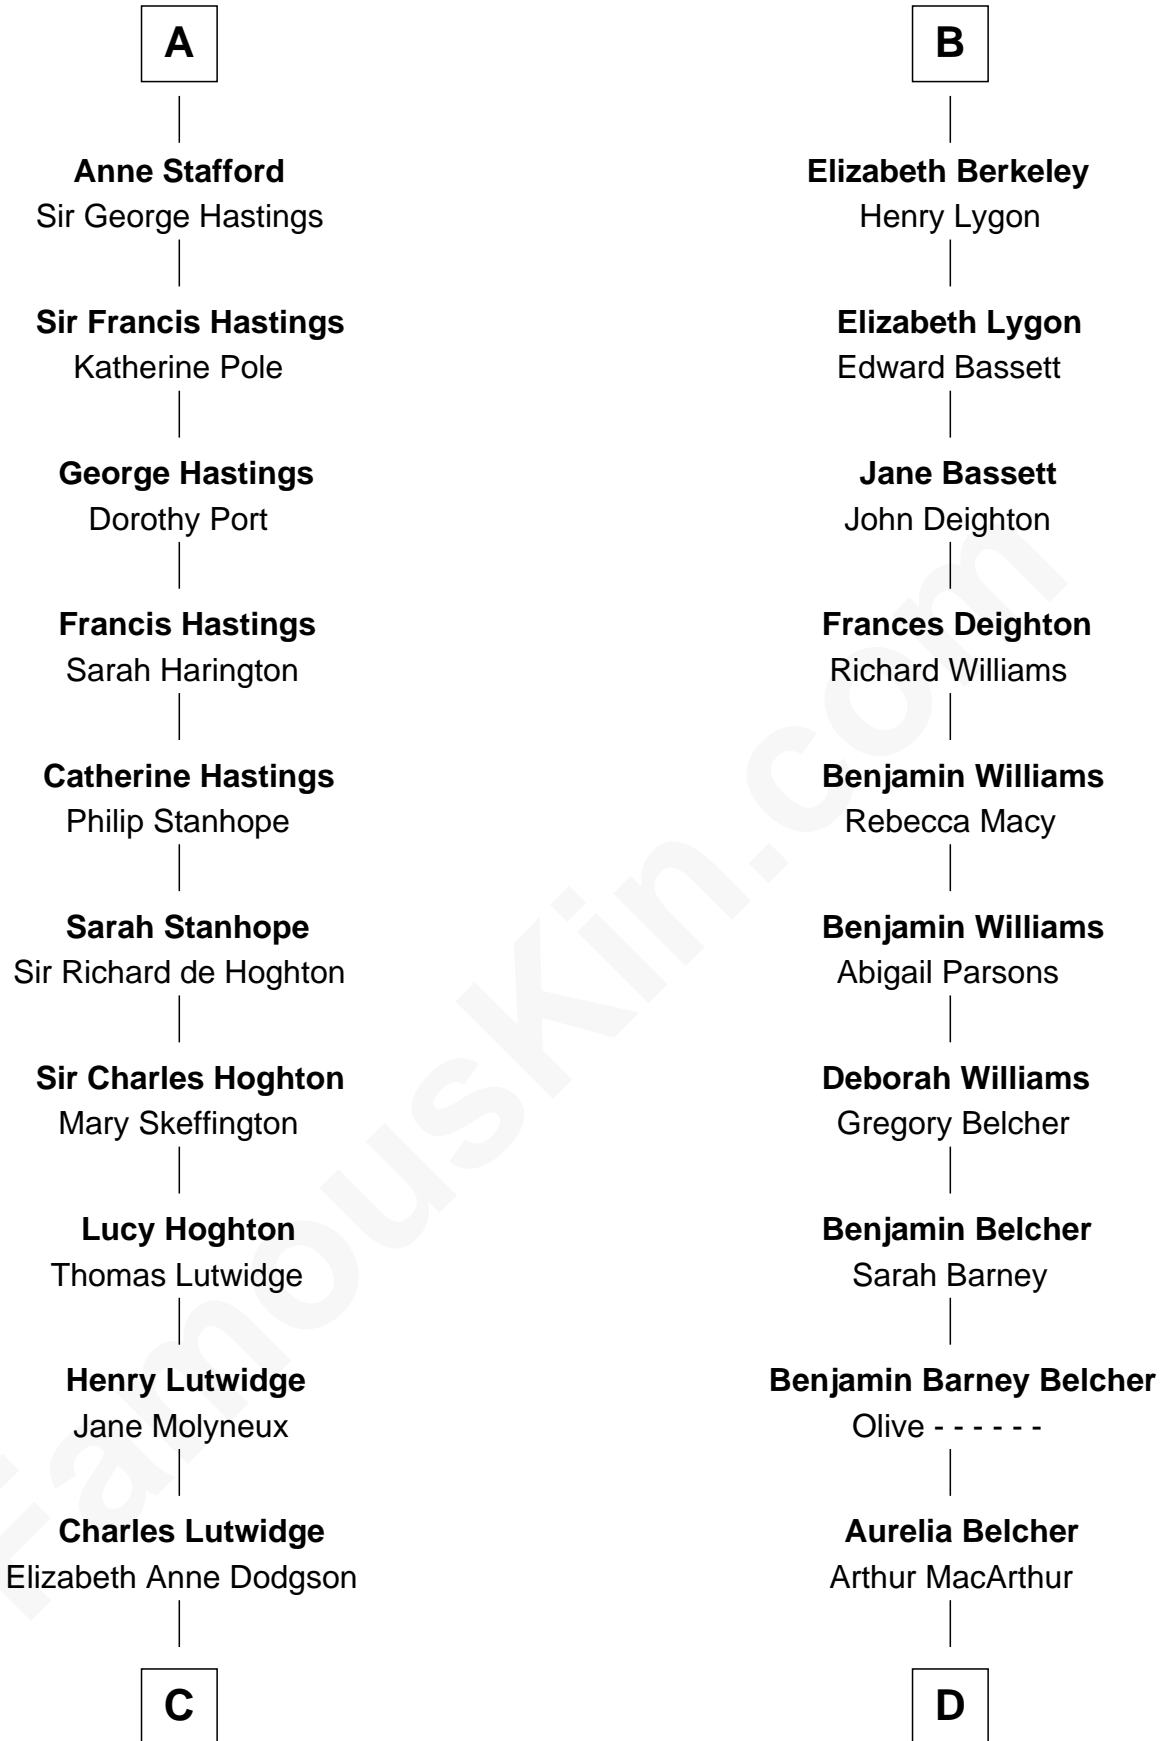 A
Anne Stafford
Sir George Hastings
Sir Francis Hastings
Katherine Pole
George Hastings
Dorothy Port
Francis Hastings
Sarah Harington
Catherine Hastings
Philip Stanhope
Sarah Stanhope
Sir Richard de Hoghton
Sir Charles Hoghton
Mary Skeffington
Lucy Hoghton
Thomas Lutwidge
Henry Lutwidge
Jane Molyneux
Charles Lutwidge
Elizabeth Anne Dodgson
C
B
Elizabeth Berkeley
Henry Lygon
Elizabeth Lygon
Edward Bassett
Jane Bassett
John Deighton
Frances Deighton
Richard Williams
Benjamin Williams
Rebecca Macy
Benjamin Williams
Abigail Parsons
Deborah Williams
Gregory Belcher
Benjamin Belcher
Sarah Barney
Benjamin Barney Belcher
Olive - - - - - -
Aurelia Belcher
Arthur MacArthur
D
FamousKin.com